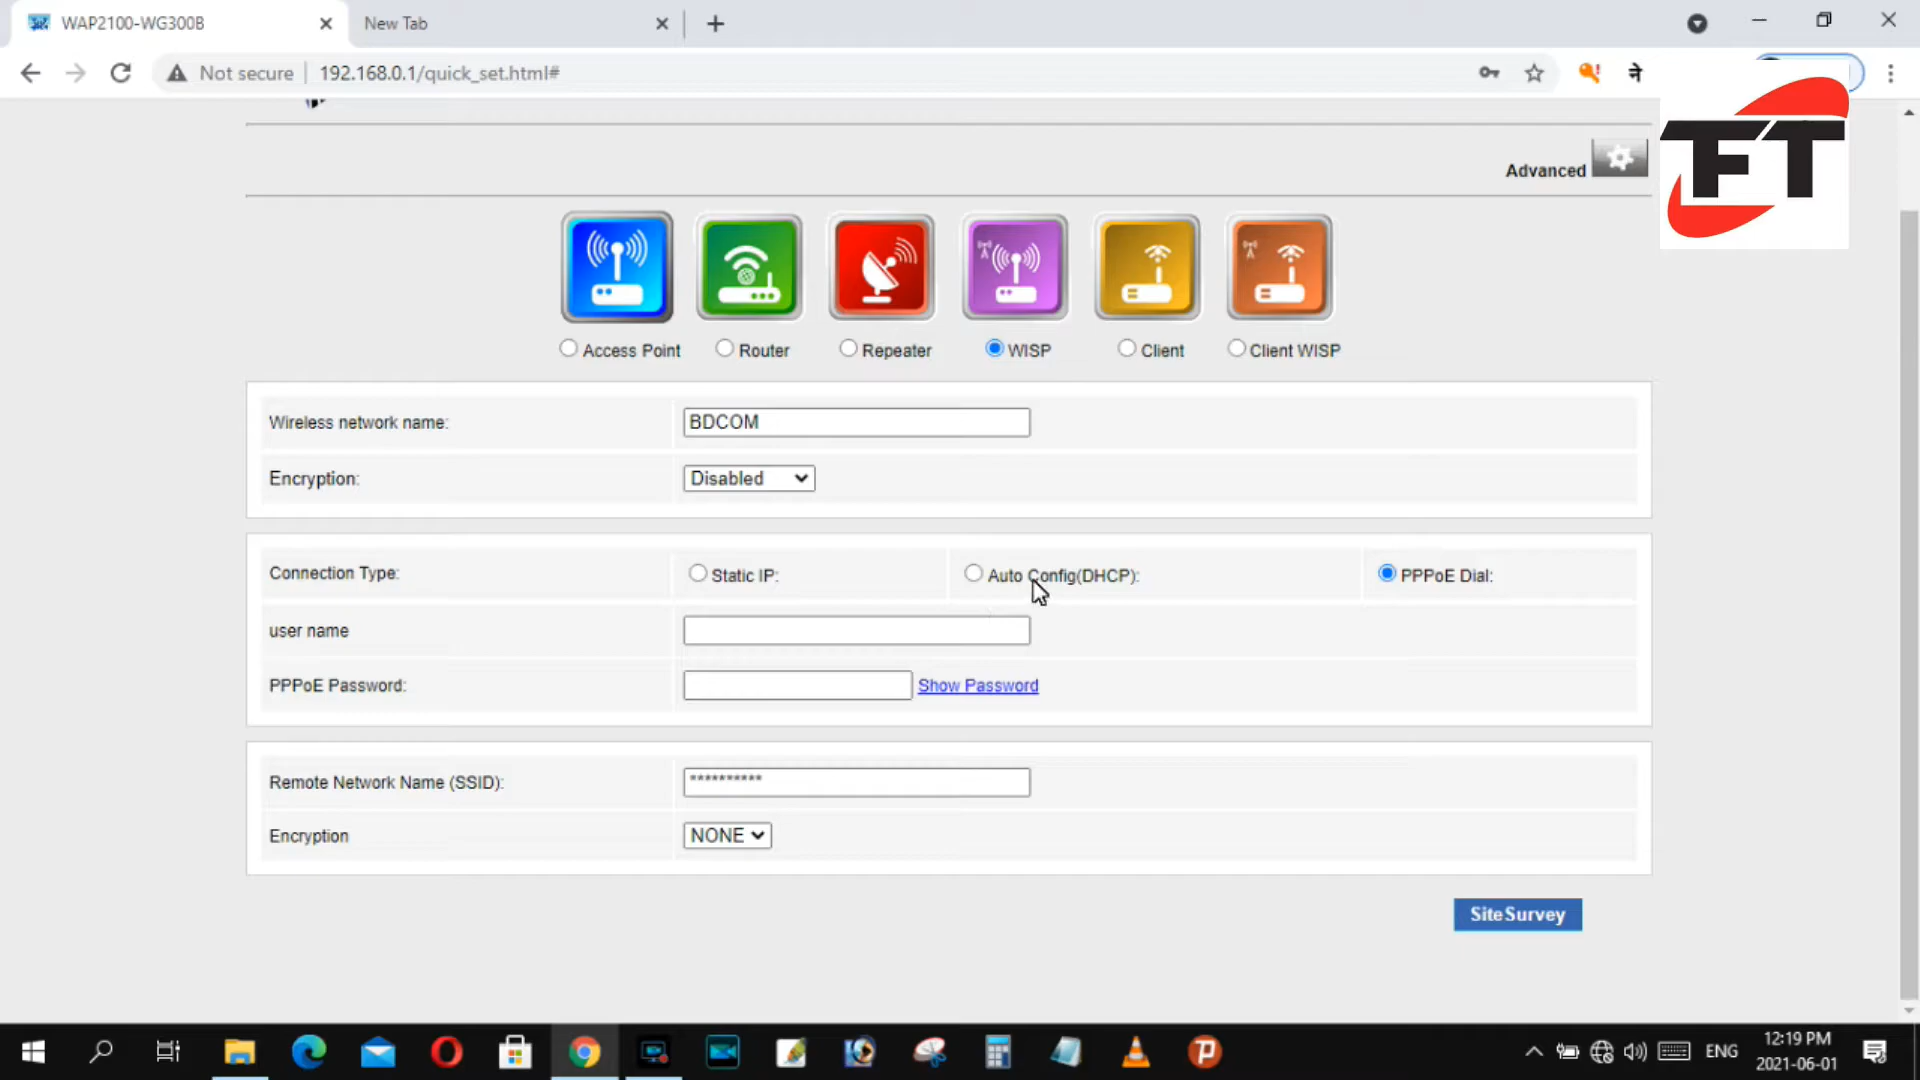 WAP2100-WG300B
New Tab
Not secure
192.168.0.1/quick_set.html#
ने
FT
Advanced
Access Point
Router
Repeater
WISP
Client
Client WISP
Wireless network name:
BDCOM
Encryption:
Disabled
Connection Type:
Static IP:
Auto Config(DHCP):
PPPoE Dial:
user name
PPPoE Password:
Show Password
Remote Network Name (SSID):
**********
Encryption
NONE
SiteSurvey
ENG
12:19 PM
2021-06-01